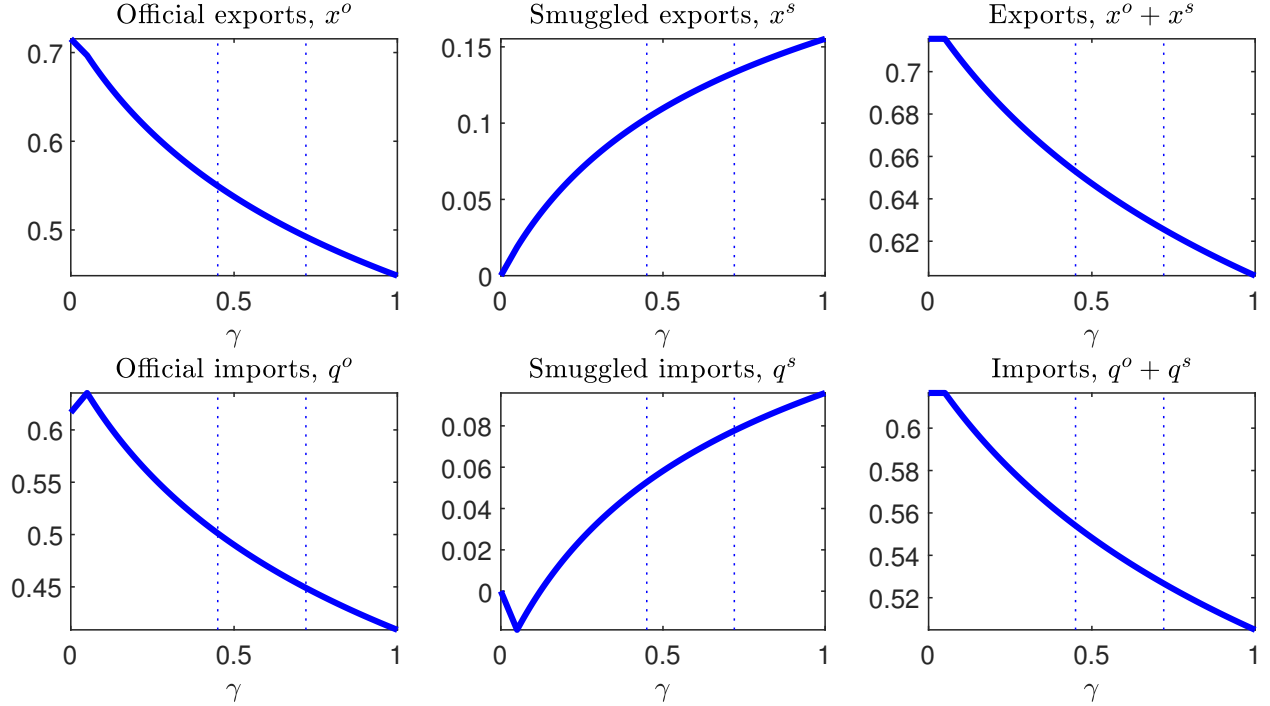 Official exports, x^o
0.7
0.6
0.5
0 0.5 1
γ
Smuggled exports, x^s
0.15
0.1
0.05
0
0 0.5 1
γ
Exports, x^o + x^s
0.7
0.68
0.66
0.64
0.62
0 0.5 1
γ
Official imports, q^o
0.6
0.55
0.5
0.45
0 0.5 1
γ
Smuggled imports, q^s
0.08
0.06
0.04
0.02
0
0 0.5 1
γ
Imports, q^o + q^s
0.6
0.58
0.56
0.54
0.52
0 0.5 1
γ